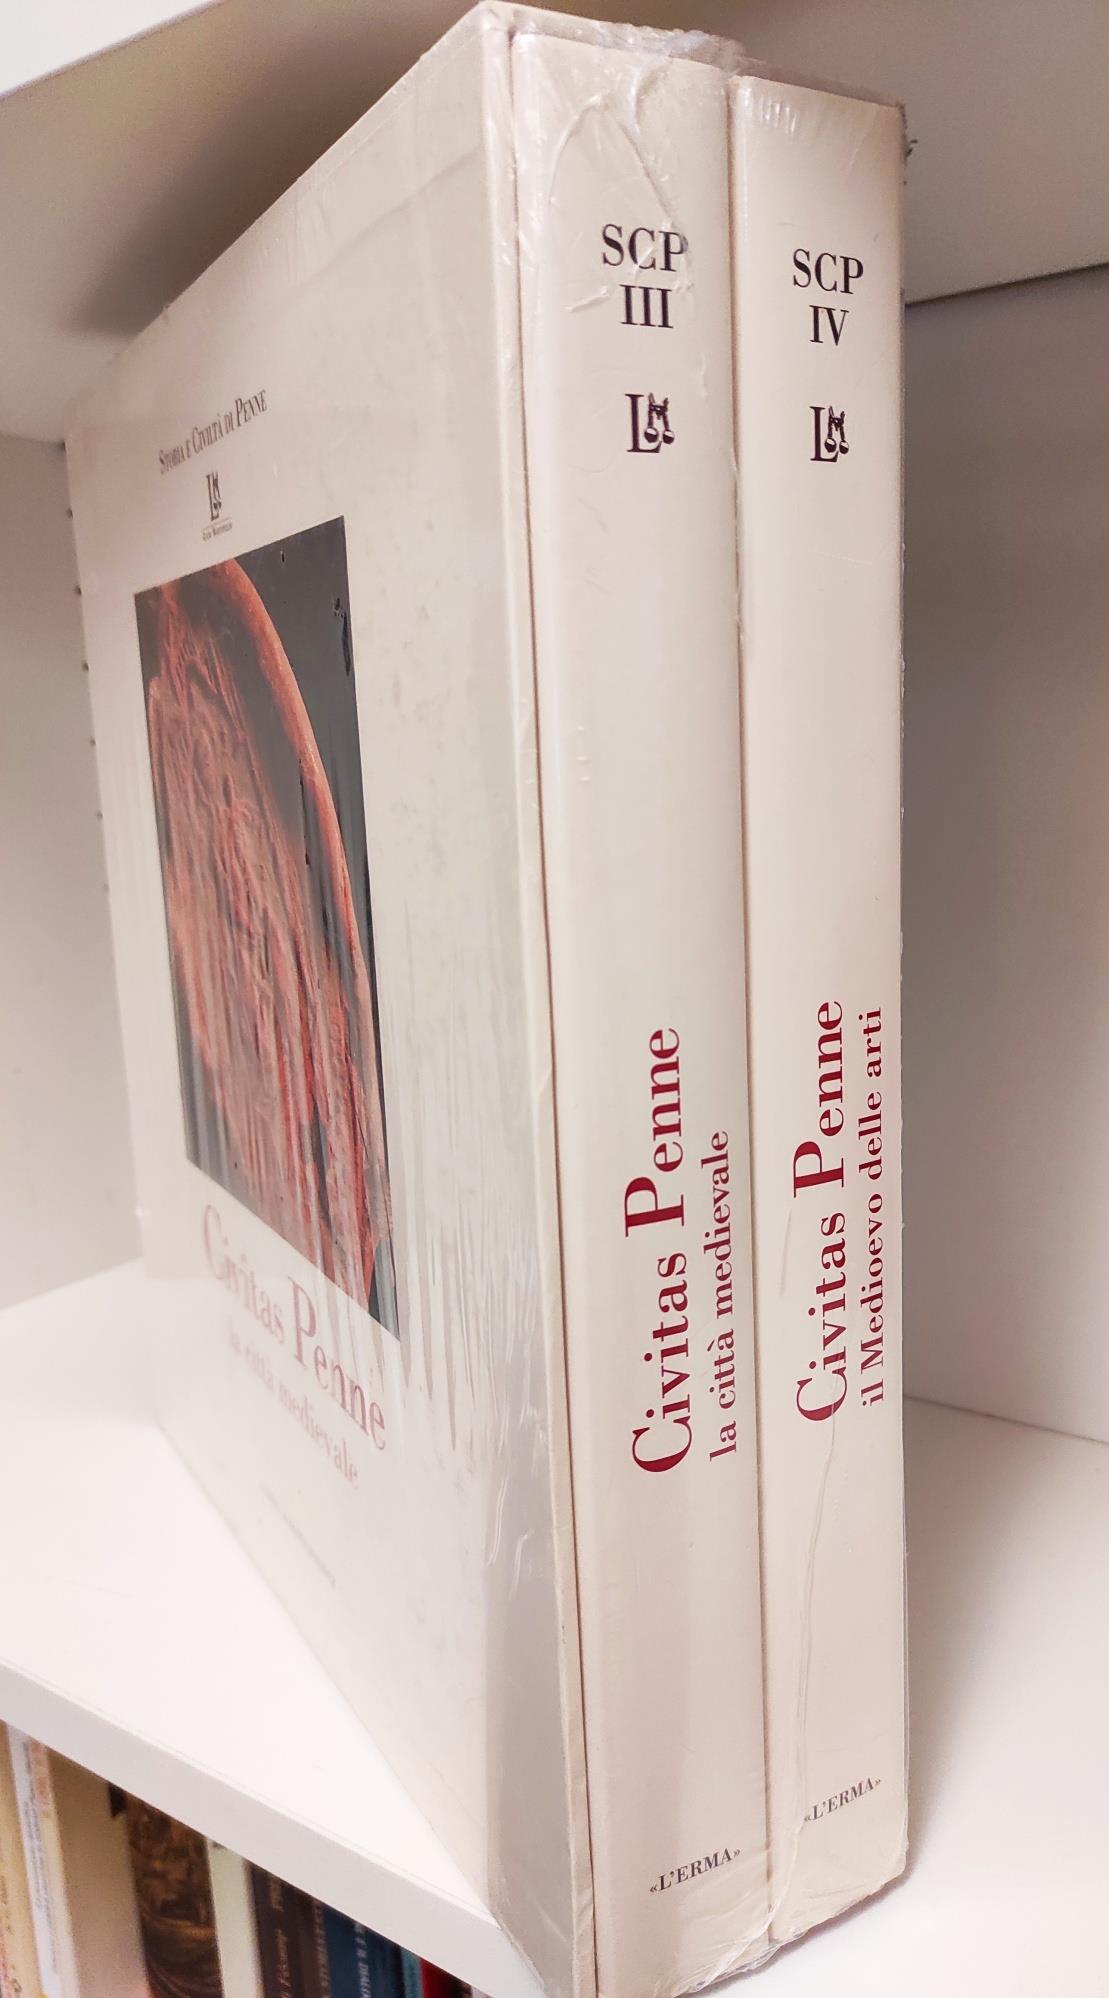 STORIA E CIVILTÀ DI PENNE
Civitas Penne
la città medievale
SCP
III
Civitas Penne
la città medievale
«L'ERMA»
SCP
IV
Civitas Penne
il Medioevo delle arti
«L'ERMA»